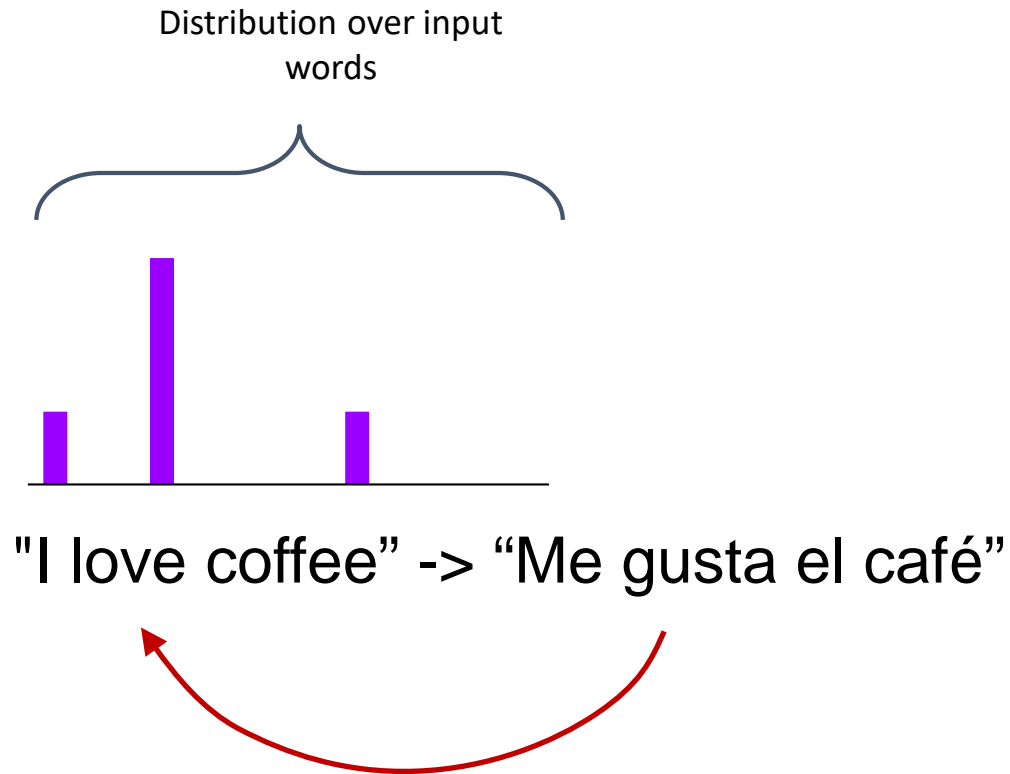 Distribution over input
words
"I love coffee” -> “Me gusta el café”